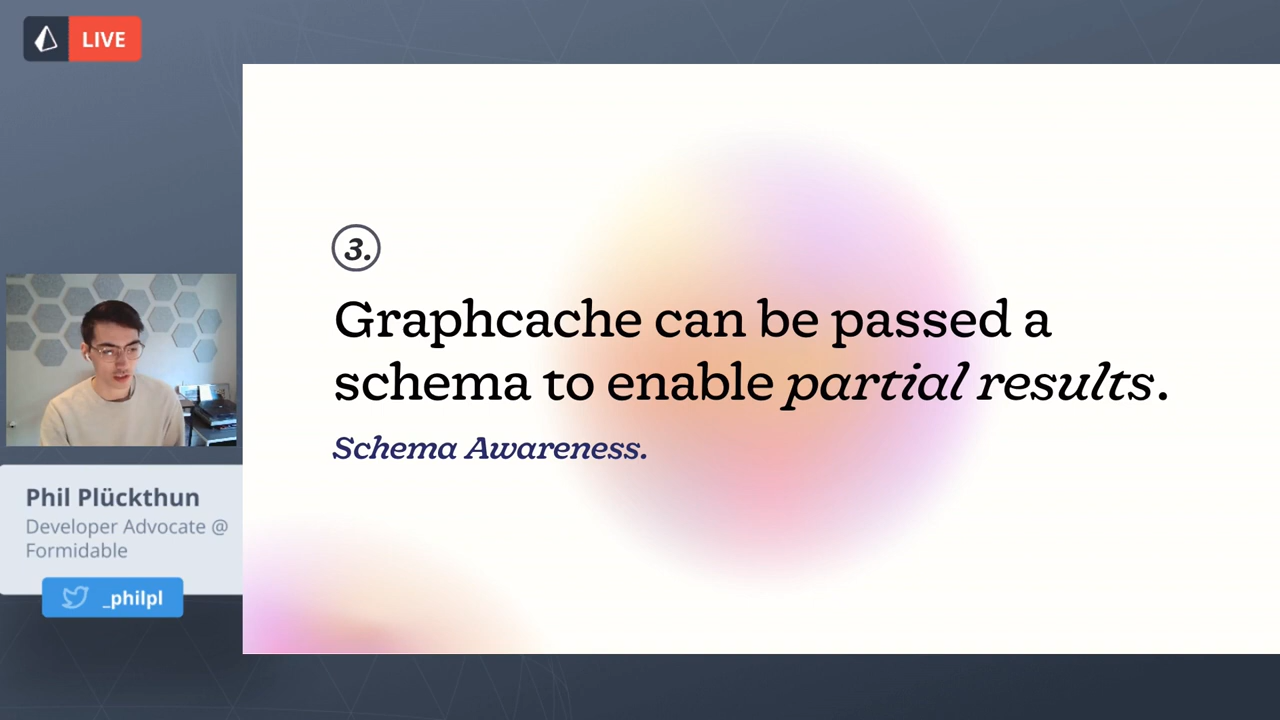 LIVE
3.
Graphcache can be passed a
schema to enable partial results.
Schema Awareness.
Phil Plückthun
Developer Advocate @
Formidable
_philpl